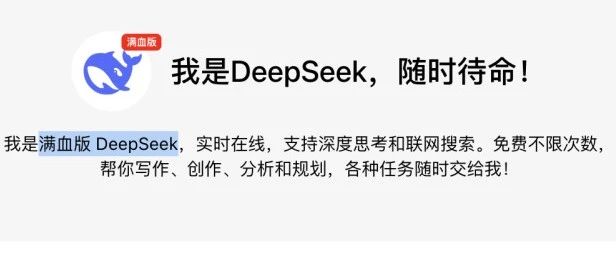 满血版
我是DeepSeek，随时待命！
我是满血版 DeepSeek，实时在线，支持深度思考和联网搜索。免费不限次数，
帮你写作、创作、分析和规划，各种任务随时交给我！